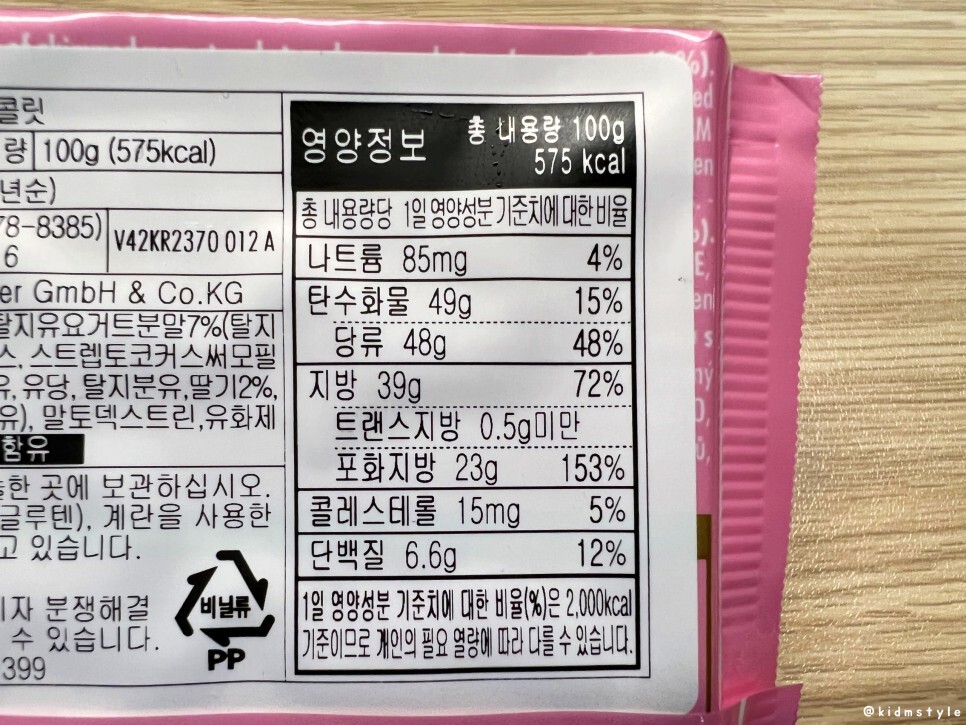 콜릿
량 100g (575kcal)
년순)
78-8385)
6
V42KR2370 012 A
er GmbH & Co.KG
탈지유요거트분말7%(탈지
스, 스트렙토코커스써모필
유, 유당, 탈지분유,딸기2%,
유), 말토덱스트린,유화제
함유
한 곳에 보관하십시오.
글루텐), 계란을 사용한
고 있습니다.
자 분쟁해결
수 있습니다.
399
비닐류
PP
영양정보 총 내용량 100g
575 kcal
총 내용량당 1일 영양성분 기준치에 대한 비율
나트륨 85mg 4%
탄수화물 49g 15%
당류 48g 48%
지방 39g 72%
트랜스지방 0.5g미만
포화지방 23g 153%
콜레스테롤 15mg 5%
단백질 6.6g 12%
1일 영양성분 기준치에 대한 비율(%)은 2,000kcal
기준이므로 개인의 필요 열량에 따라 다를 수 있습니다.
%).
ed
M
en
).
E,
en
s
ný
@kidmstyle